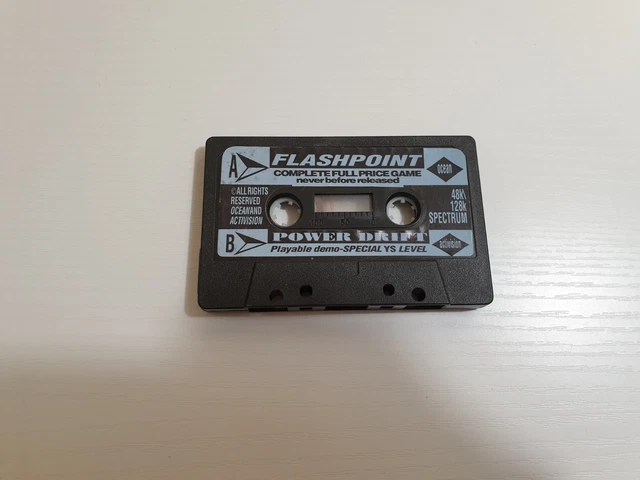 A
FLASHPOINT
COMPLETE FULL PRICE GAME
never before released
ocean
©ALL RIGHTS
RESERVED
OCEAN AND
ACTIVISION
48K\
128k
SPECTRUM
B
POWER DRIFT
Playable demo-SPECIAL YS LEVEL
activision